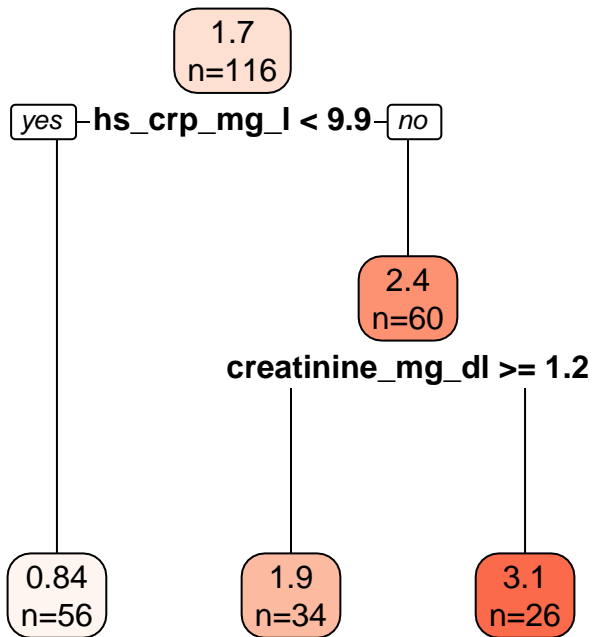 1.7
n=116
yes hs_crp_mg_l < 9.9 no
2.4
n=60
creatinine_mg_dl >= 1.2
0.84 1.9 3.1
n=56 n=34 n=26